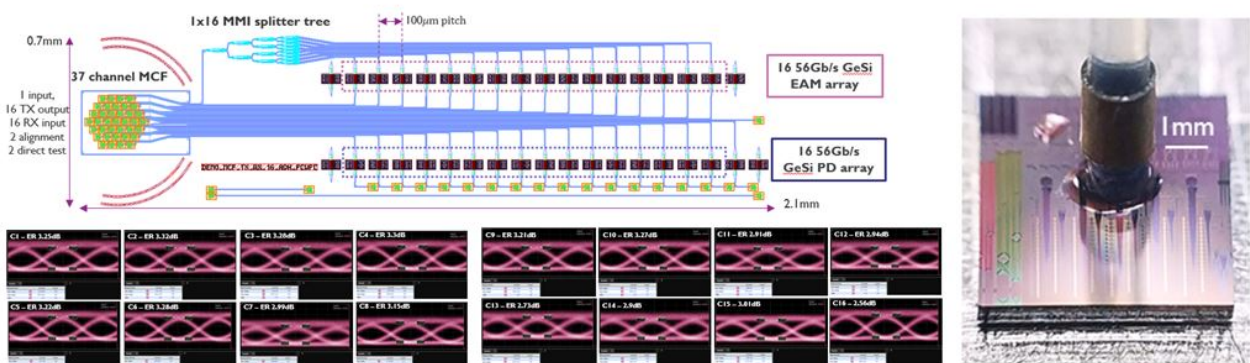 1x16 MMI splitter tree
100μm pitch
0.7mm
37 channel MCF
1 input,
16 TX output
16 RX input
2 alignment
2 direct test
16 56Gb/s GeSi
EAM array
16 56Gb/s
GeSi PD array
2.1mm
1mm
C1 – ER 3.25dB
C2 – ER 3.32dB
C3 – ER 3.28dB
C4 – ER 3.3dB
C9 – ER 3.21dB
C10 – ER 3.27dB
C11 – ER 2.91dB
C12 – ER 2.94dB
C5 – ER 3.22dB
C6 – ER 3.28dB
C7 – ER 2.99dB
C8 – ER 3.15dB
C13 – ER 2.73dB
C14 – 2.9dB
C15 – 3.01dB
C16 – 2.56dB